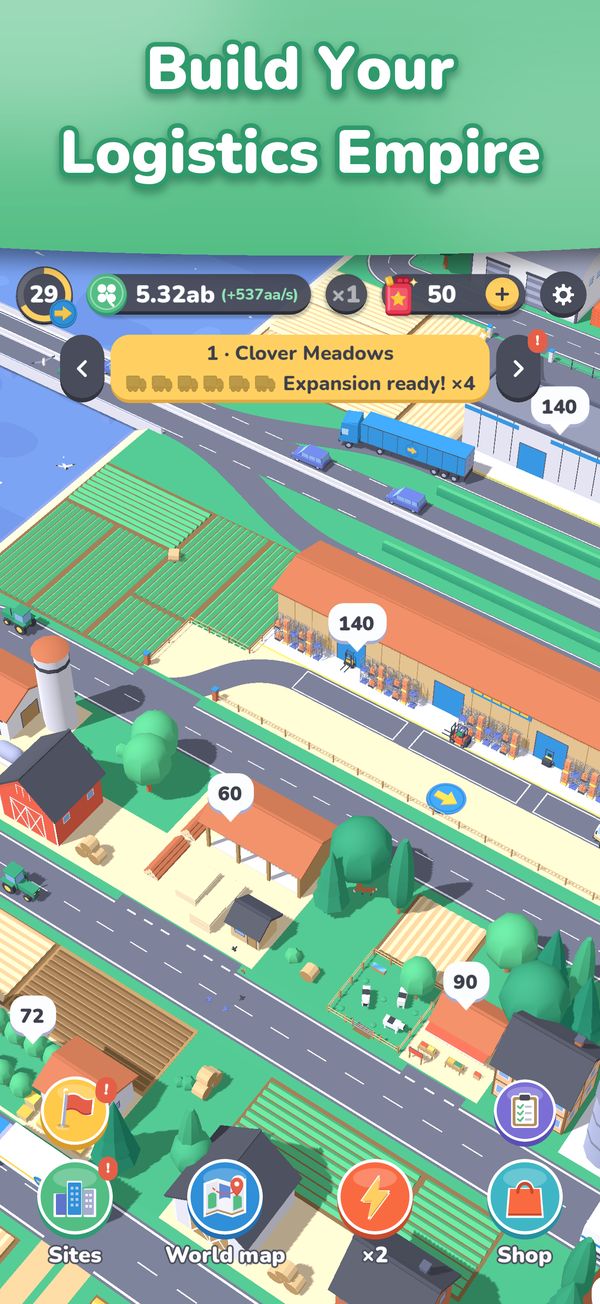 Build Your
Logistics Empire
29
5.32ab (+537aa/s)
×1
50
+
1 · Clover Meadows
Expansion ready! ×4
!
140
140
60
90
72
!
!
Sites
World map
×2
Shop